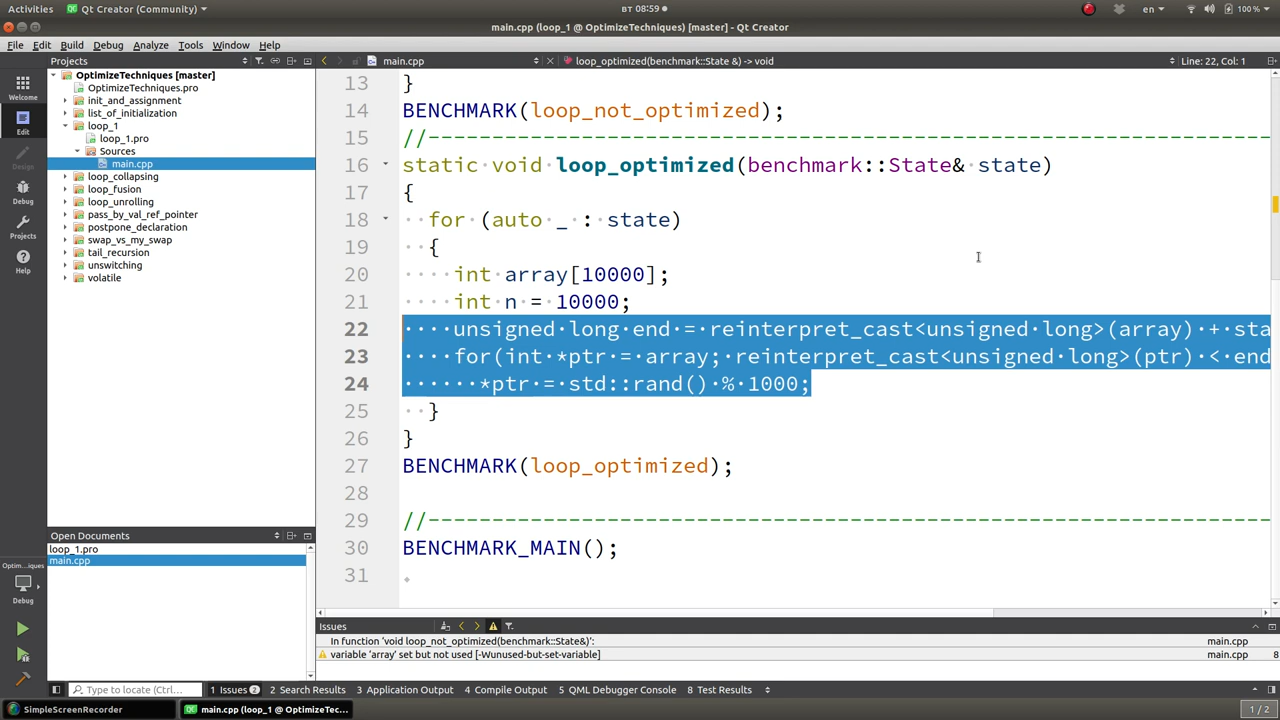 Activities
Qt Creator (Community)
Вт 08:59
en
100 %
main.cpp (loop_1 @ OptimizeTechniques) [master] - Qt Creator
File Edit Build Debug Analyze Tools Window Help
Projects
main.cpp
loop_optimized(benchmark::State &) -> void
Line: 22, Col: 1
Welcome
Edit
Design
Debug
Projects
Help
OptimizeTechniques [master]
OptimizeTechniques.pro
init_and_assignment
list_of_initialization
loop_1
loop_1.pro
Sources
main.cpp
loop_collapsing
loop_fusion
loop_unrolling
pass_by_val_ref_pointer
postpone_declaration
swap_vs_my_swap
tail_recursion
unswitching
volatile
13 }
14 BENCHMARK(loop_not_optimized);
15 //--------------------------------------------------------------------
16 static void loop_optimized(benchmark::State& state)
17 {
18 for (auto _ : state)
19 {
20 int array[10000];
21 int n = 10000;
22 unsigned long end = reinterpret_cast<unsigned long>(array) + sta
23 for(int *ptr = array; reinterpret_cast<unsigned long>(ptr) < end
24 *ptr = std::rand() % 1000;
25 }
26 }
27 BENCHMARK(loop_optimized);
28
29 //--------------------------------------------------------------------
30 BENCHMARK_MAIN();
31
Open Documents
loop_1.pro
main.cpp
Optim...iques
Debug
Issues
In function 'void loop_not_optimized(benchmark::State&)':
main.cpp
variable 'array' set but not used [-Wunused-but-set-variable]
main.cpp
8
Type to locate (Ctrl...
1 Issues 2
2 Search Results
3 Application Output
4 Compile Output
5 QML Debugger Console
8 Test Results
SimpleScreenRecorder
main.cpp (loop_1 @ OptimizeTec...
1 / 2